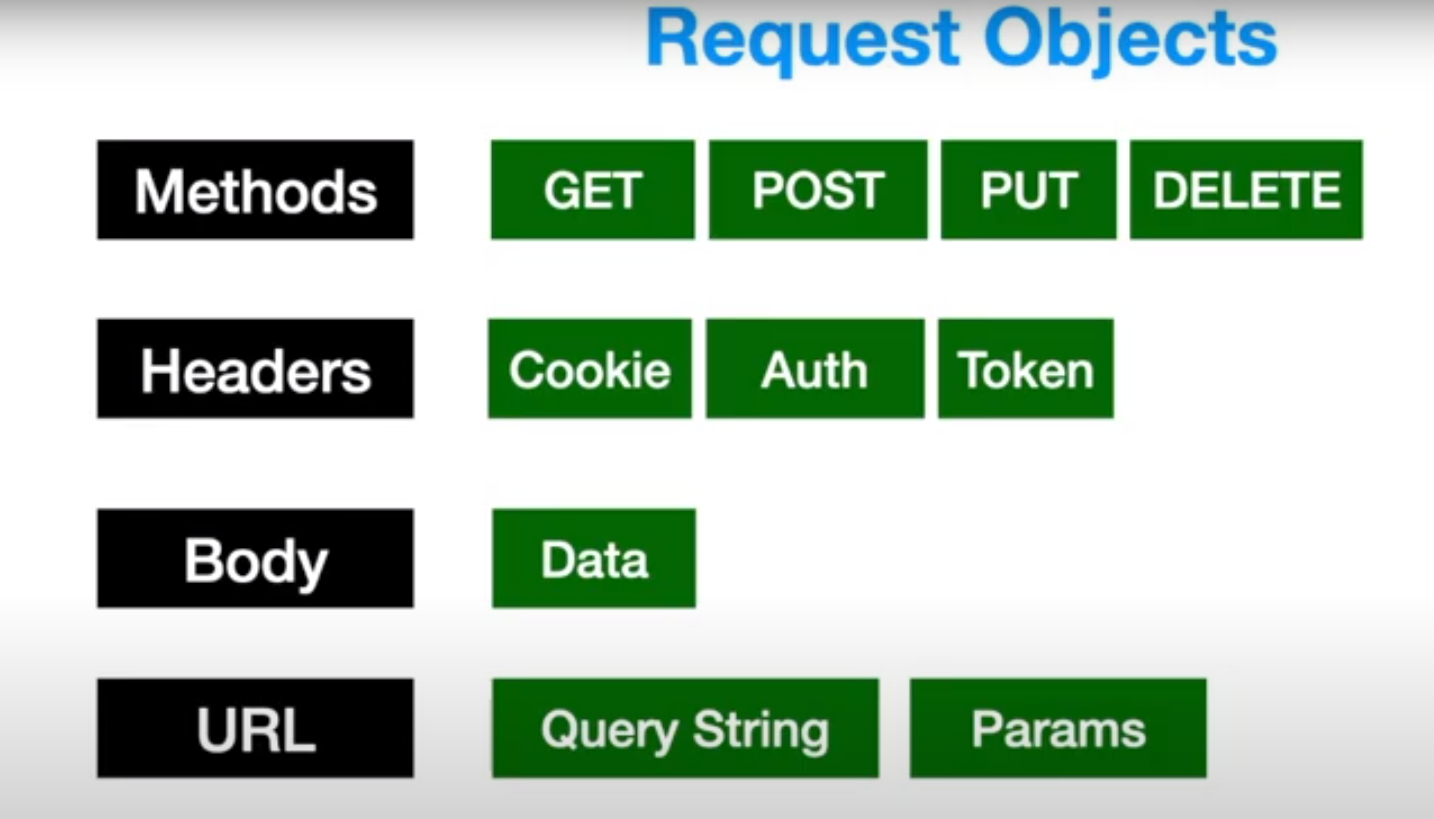 Request Objects
Methods GET POST PUT DELETE
Headers Cookie Auth Token
Body Data
URL Query String Params